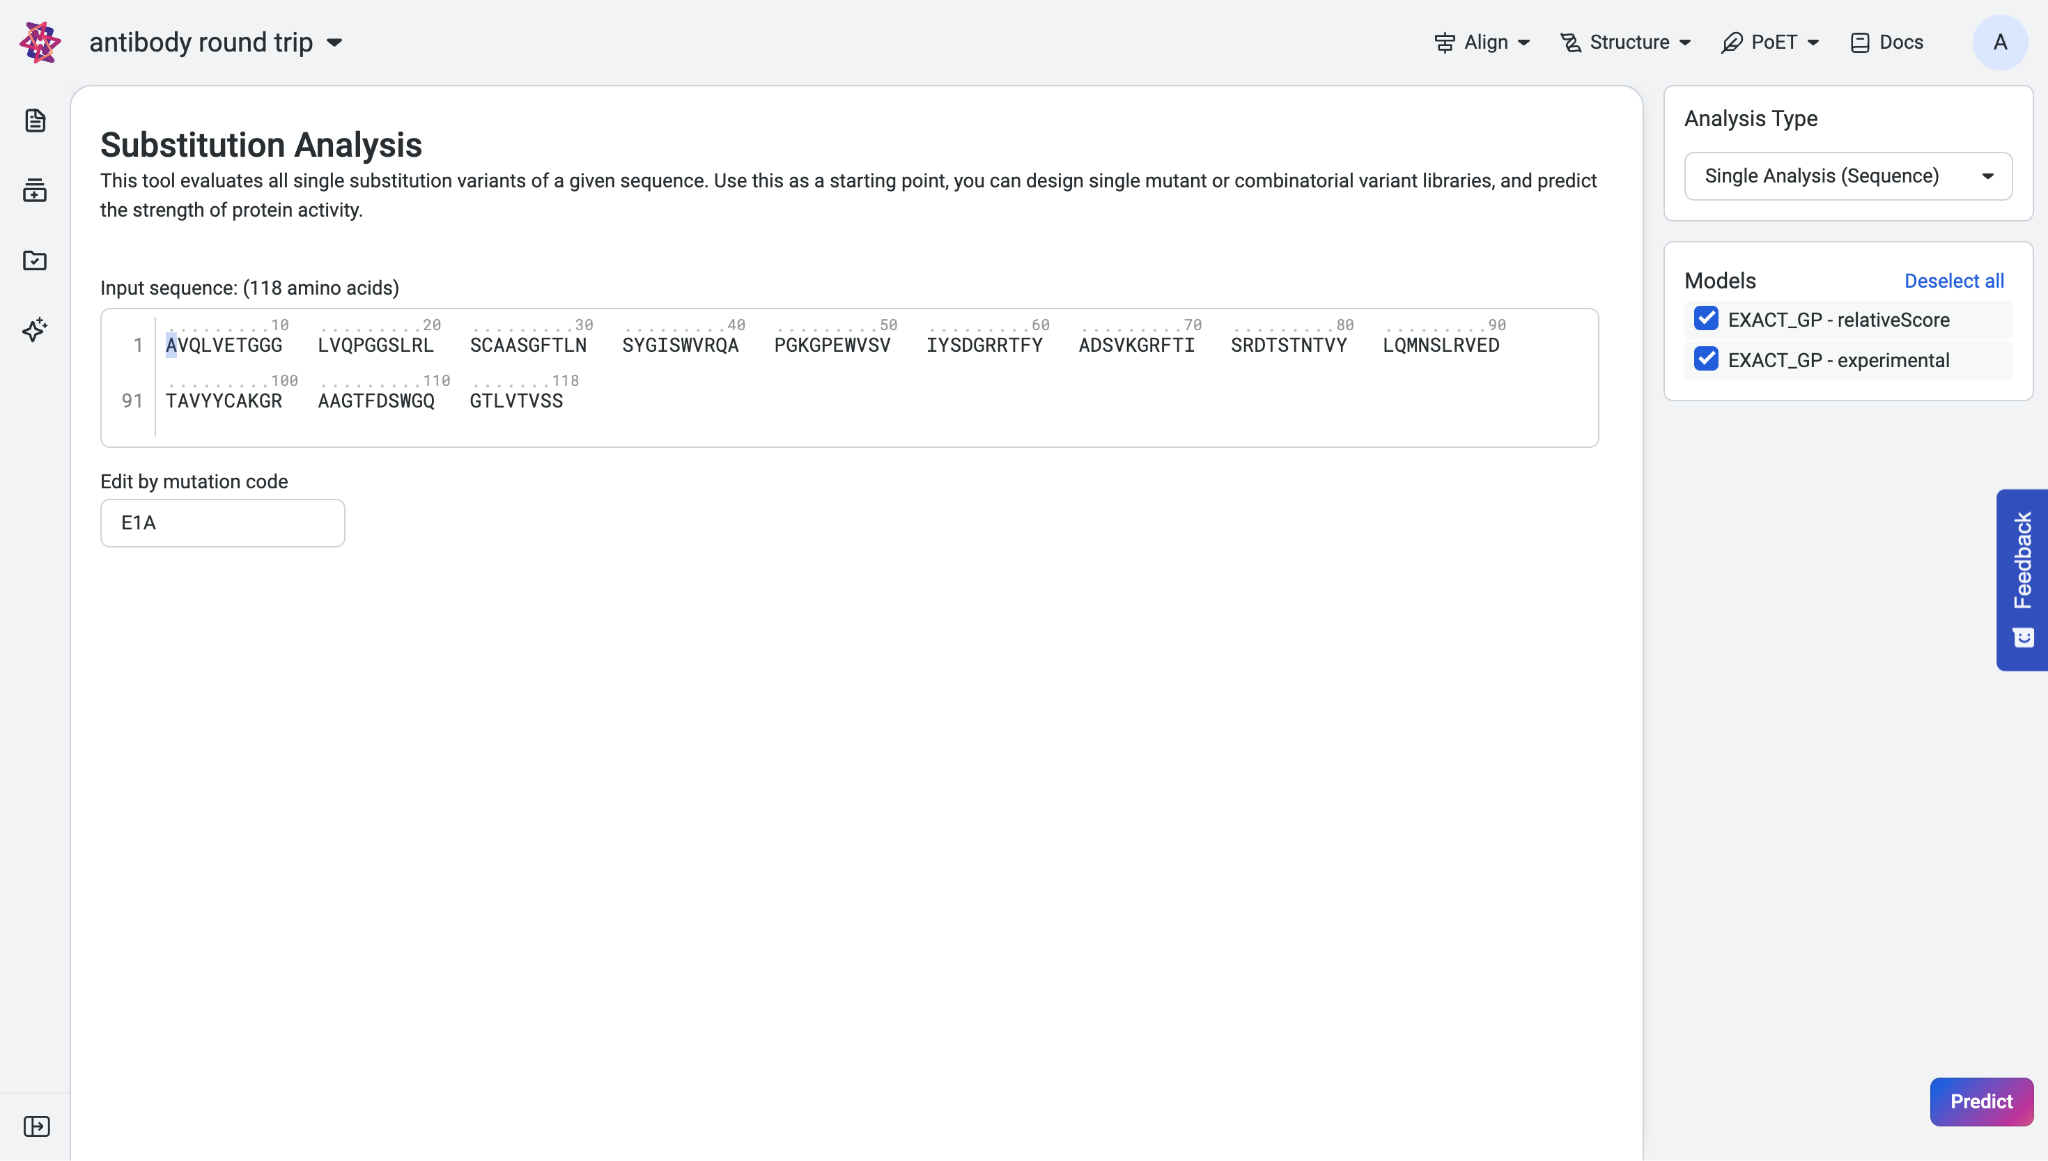 antibody round trip
Align
Structure
PoET
Docs
A
Substitution Analysis
This tool evaluates all single substitution variants of a given sequence. Use this as a starting point, you can design single mutant or combinatorial variant libraries, and predict
the strength of protein activity.
Input sequence: (118 amino acids)
.........10 .........20 .........30 .........40 .........50 .........60 .........70 .........80 .........90
1 AVQLVETGGG LVQPGGSLRL SCAASGFTLN SYGISWVRQA PGKGPEWVSV IYSDGRRTFY ADSVKGRFTI SRDTSTNTVY LQMNSLRVED
.........100 .........110 .......118
91 TAVYYCAKGR AAGTFDSWGQ GTLVTVSS
Edit by mutation code
E1A
Analysis Type
Single Analysis (Sequence)
Models
Deselect all
EXACT_GP - relativeScore
EXACT_GP - experimental
Feedback
Predict